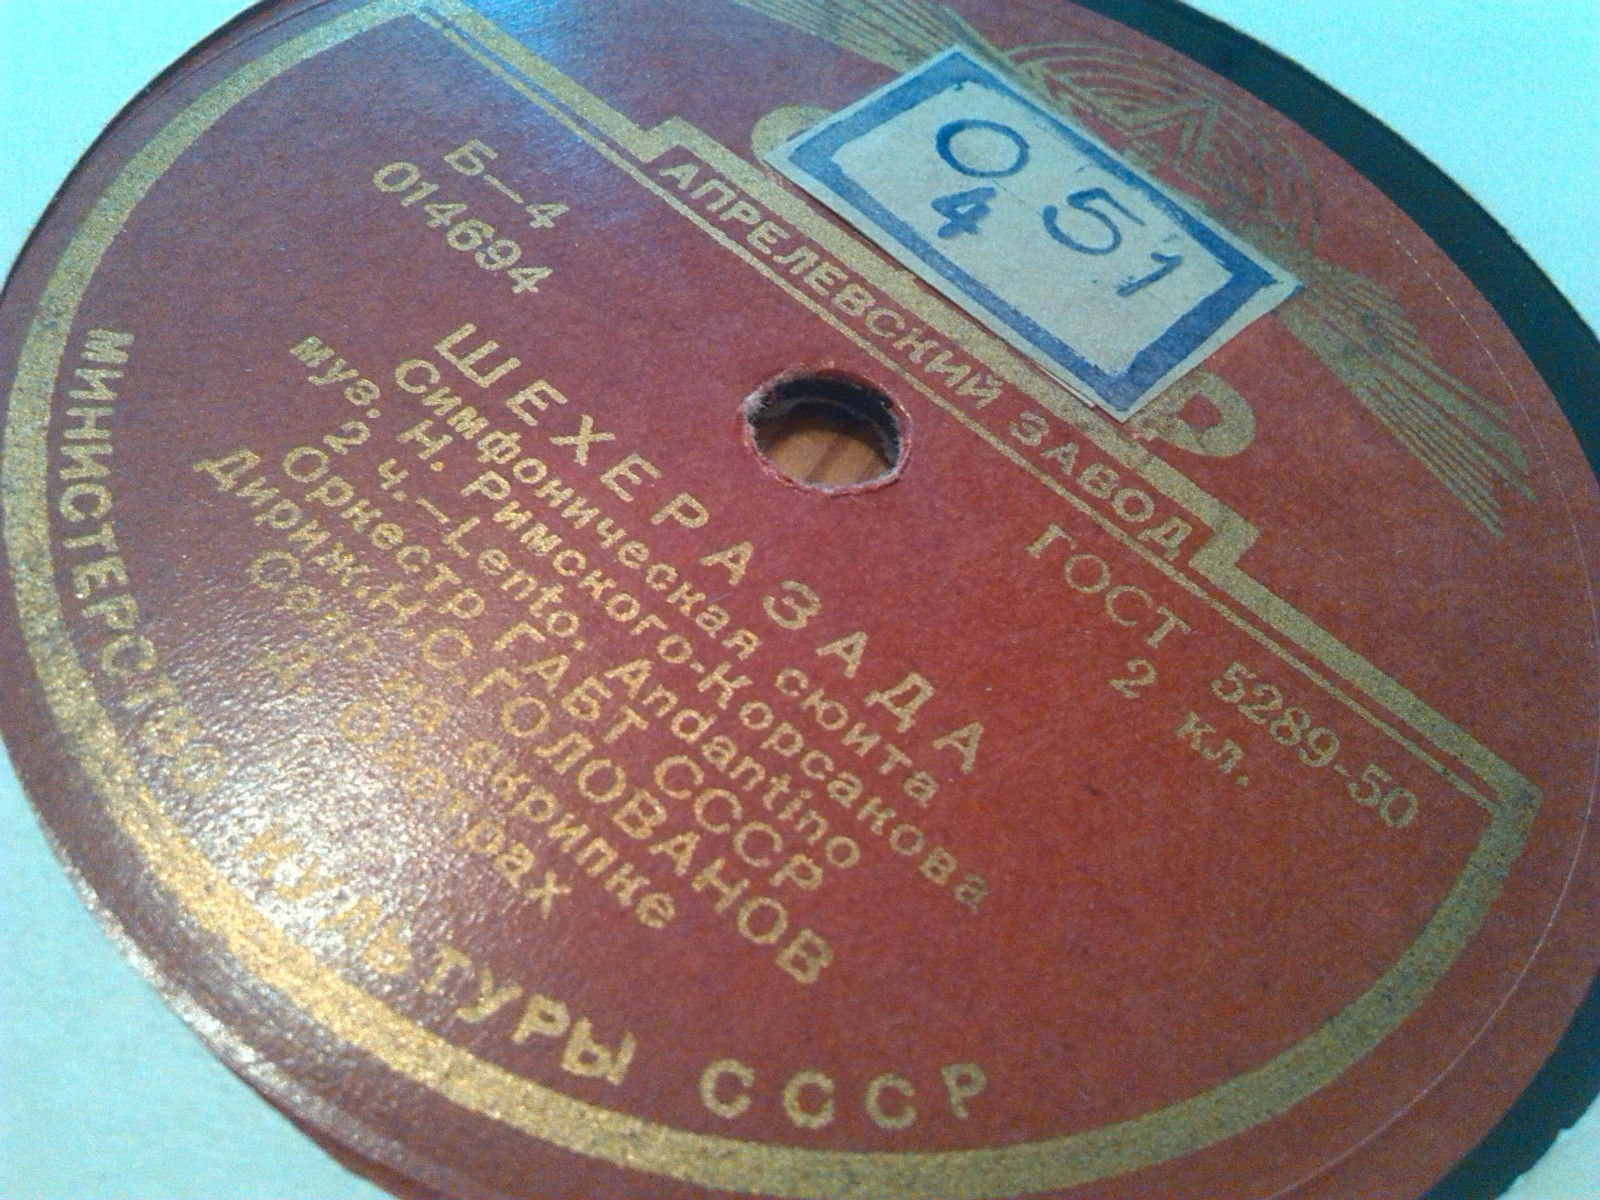 051
4
АПРЕЛЕВСКИЙ ЗАВОД
Б—4
014694
ГОСТ 5289-50
2 кл.
ШЕХЕРАЗАДА
Симфоническая сюита
муз. Н. Римского-Корсакова
2 ч.—Lento, Andantino
Оркестр ГАБТ СССР
Дириж. Н. С. ГОЛОВАНОВ
Соло на скрипке
Ойстрах
МИНИСТЕРСТВО КУЛЬТУРЫ СССР